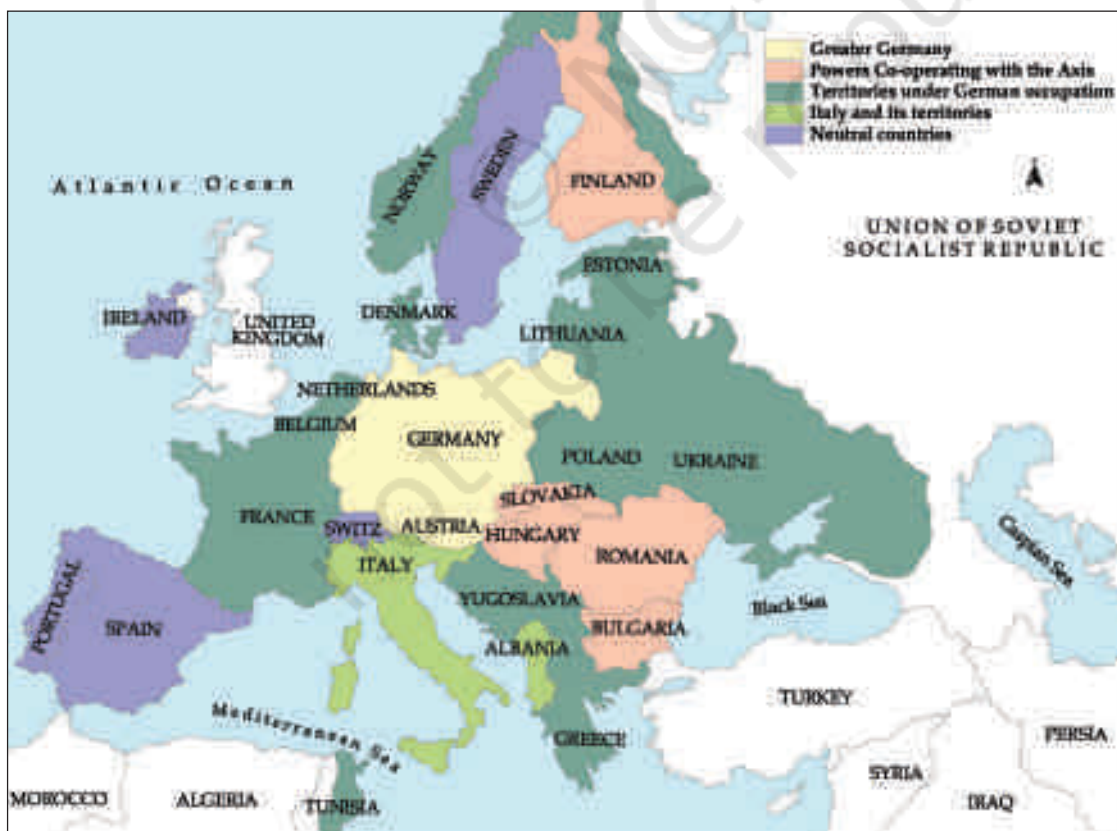 Greater Germany
Powers Co-operating with the Axis
Territories under German occupation
Italy and its territories
Neutral countries
Atlantic Ocean
NORWAY
SWEDEN
FINLAND
UNION OF SOVIET
SOCIALIST REPUBLIC
ESTONIA
IRELAND
UNITED
KINGDOM
DENMARK
LITHUANIA
NETHERLANDS
BELGIUM
GERMANY
POLAND
UKRAINE
SLOVAKIA
FRANCE
SWITZ
AUSTRIA
HUNGARY
ROMANIA
ITALY
Caspian Sea
PORTUGAL
SPAIN
YUGOSLAVIA
Black Sea
BULGARIA
ALBANIA
TURKEY
Mediterranean Sea
GREECE
PERSIA
SYRIA
MOROCCO
ALGERIA
TUNISIA
IRAQ